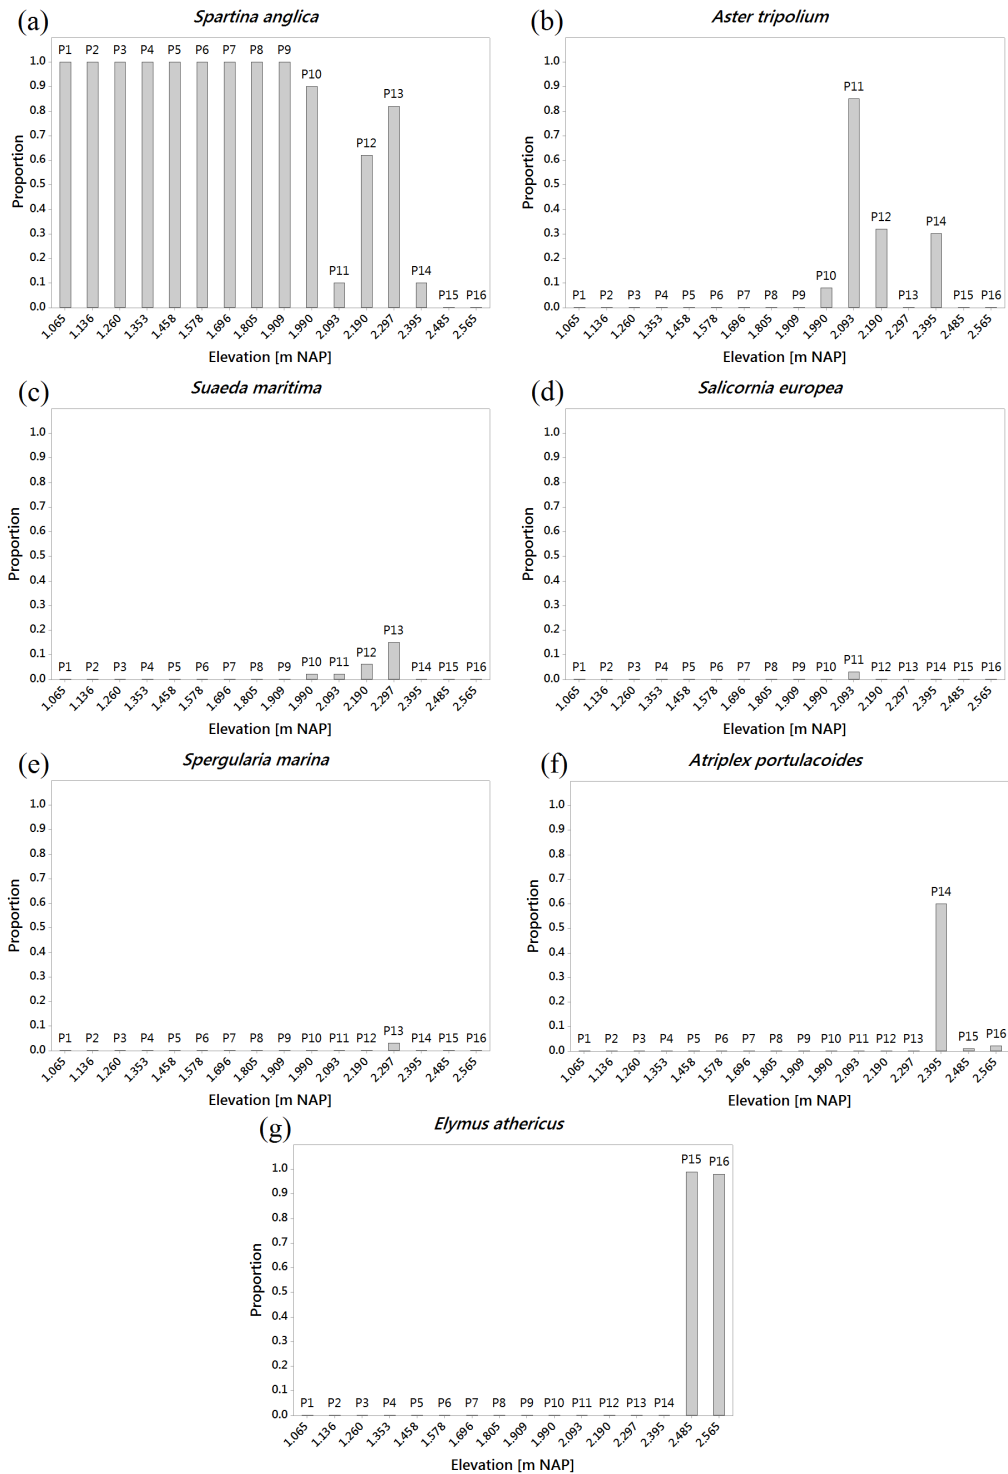 (a) Spartina anglica
Proportion
1.0
0.9
0.8
0.7
0.6
0.5
0.4
0.3
0.2
0.1
0.0
P1 P2 P3 P4 P5 P6 P7 P8 P9 P10 P11 P12 P13 P14 P15 P16
1.065 1.136 1.260 1.353 1.458 1.578 1.696 1.805 1.909 1.990 2.093 2.190 2.297 2.395 2.485 2.565
Elevation [m NAP]
(b) Aster tripolium
Proportion
1.0
0.9
0.8
0.7
0.6
0.5
0.4
0.3
0.2
0.1
0.0
P1 P2 P3 P4 P5 P6 P7 P8 P9 P10 P11 P12 P13 P14 P15 P16
1.065 1.136 1.260 1.353 1.458 1.578 1.696 1.805 1.909 1.990 2.093 2.190 2.297 2.395 2.485 2.565
Elevation [m NAP]
(c) Suaeda maritima
Proportion
1.0
0.9
0.8
0.7
0.6
0.5
0.4
0.3
0.2
0.1
0.0
P1 P2 P3 P4 P5 P6 P7 P8 P9 P10 P11 P12 P13 P14 P15 P16
1.065 1.136 1.260 1.353 1.458 1.578 1.696 1.805 1.909 1.990 2.093 2.190 2.297 2.395 2.485 2.565
Elevation [m NAP]
(d) Salicornia europea
Proportion
1.0
0.9
0.8
0.7
0.6
0.5
0.4
0.3
0.2
0.1
0.0
P1 P2 P3 P4 P5 P6 P7 P8 P9 P10 P11 P12 P13 P14 P15 P16
1.065 1.136 1.260 1.353 1.458 1.578 1.696 1.805 1.909 1.990 2.093 2.190 2.297 2.395 2.485 2.565
Elevation [m NAP]
(e) Spergularia marina
Proportion
1.0
0.9
0.8
0.7
0.6
0.5
0.4
0.3
0.2
0.1
0.0
P1 P2 P3 P4 P5 P6 P7 P8 P9 P10 P11 P12 P13 P14 P15 P16
1.065 1.136 1.260 1.353 1.458 1.578 1.696 1.805 1.909 1.990 2.093 2.190 2.297 2.395 2.485 2.565
Elevation [m NAP]
(f) Atriplex portulacoides
Proportion
1.0
0.9
0.8
0.7
0.6
0.5
0.4
0.3
0.2
0.1
0.0
P1 P2 P3 P4 P5 P6 P7 P8 P9 P10 P11 P12 P13 P14 P15 P16
1.065 1.136 1.260 1.353 1.458 1.578 1.696 1.805 1.909 1.990 2.093 2.190 2.297 2.395 2.485 2.565
Elevation [m NAP]
(g) Elymus athericus
Proportion
1.0
0.9
0.8
0.7
0.6
0.5
0.4
0.3
0.2
0.1
0.0
P1 P2 P3 P4 P5 P6 P7 P8 P9 P10 P11 P12 P13 P14 P15 P16
1.065 1.136 1.260 1.353 1.458 1.578 1.696 1.805 1.909 1.990 2.093 2.190 2.297 2.395 2.485 2.565
Elevation [m NAP]